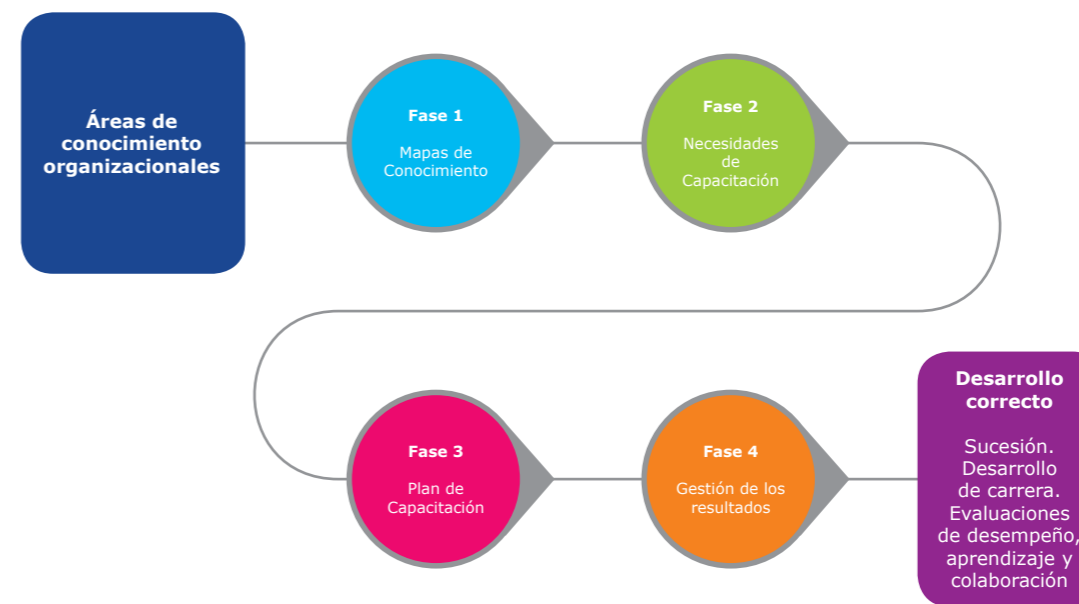 Áreas de
conocimiento
organizacionales
Fase 1
Mapas de
Conocimiento
Fase 2
Necesidades
de
Capacitación
Fase 3
Plan de
Capacitación
Fase 4
Gestión de los
resultados
Desarrollo
correcto
Sucesión.
Desarrollo
de carrera.
Evaluaciones
de desempeño,
aprendizaje y
colaboración